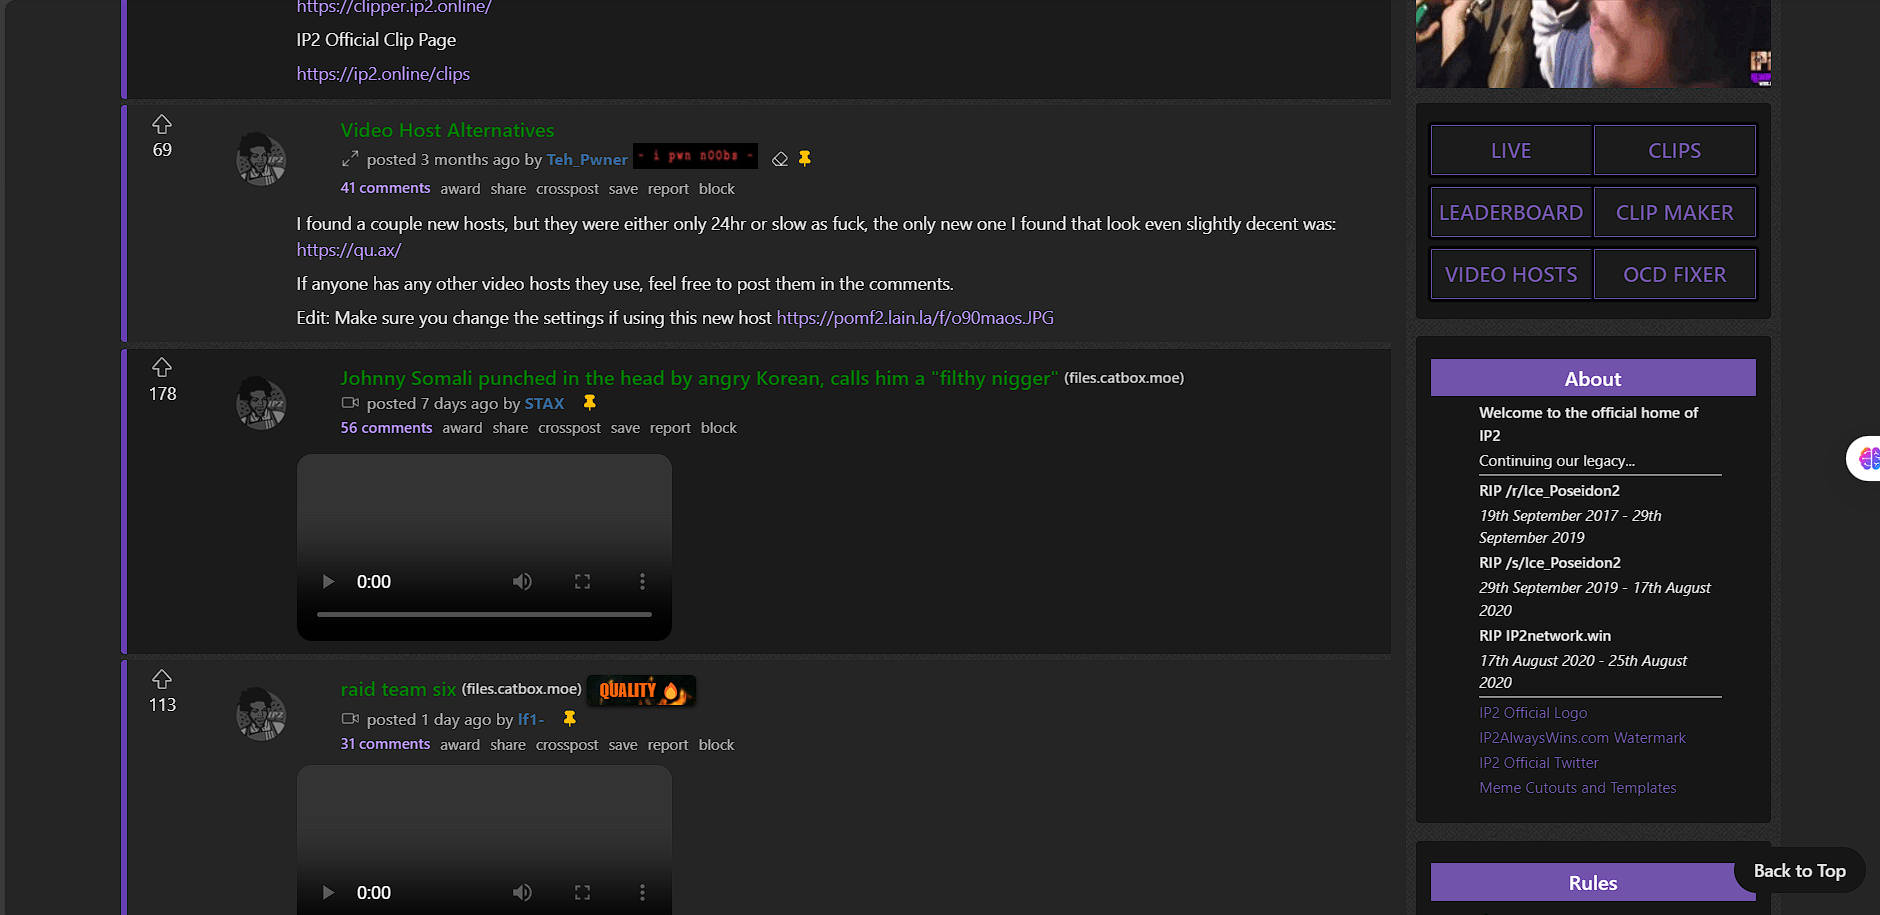 https://clipper.ip2.online/
IP2 Official Clip Page
https://ip2.online/clips
69
Video Host Alternatives
posted 3 months ago by Teh_Pwner - i pwn n00bs -
41 comments award share crosspost save report block
I found a couple new hosts, but they were either only 24hr or slow as fuck, the only new one I found that look even slightly decent was:
https://qu.ax/
If anyone has any other video hosts they use, feel free to post them in the comments.
Edit: Make sure you change the settings if using this new host https://pomf2.lain.la/f/o90maos.JPG
178
Johnny Somali punched in the head by angry Korean, calls him a "filthy nigger" (files.catbox.moe)
posted 7 days ago by STAX
56 comments award share crosspost save report block
0:00
113
raid team six (files.catbox.moe) QUALITY
posted 1 day ago by lf1-
31 comments award share crosspost save report block
0:00
LIVE CLIPS
LEADERBOARD CLIP MAKER
VIDEO HOSTS OCD FIXER
About
Welcome to the official home of
IP2
Continuing our legacy...
RIP /r/Ice_Poseidon2
19th September 2017 - 29th
September 2019
RIP /s/Ice_Poseidon2
29th September 2019 - 17th August
2020
RIP IP2network.win
17th August 2020 - 25th August
2020
IP2 Official Logo
IP2AlwaysWins.com Watermark
IP2 Official Twitter
Meme Cutouts and Templates
Rules
Back to Top